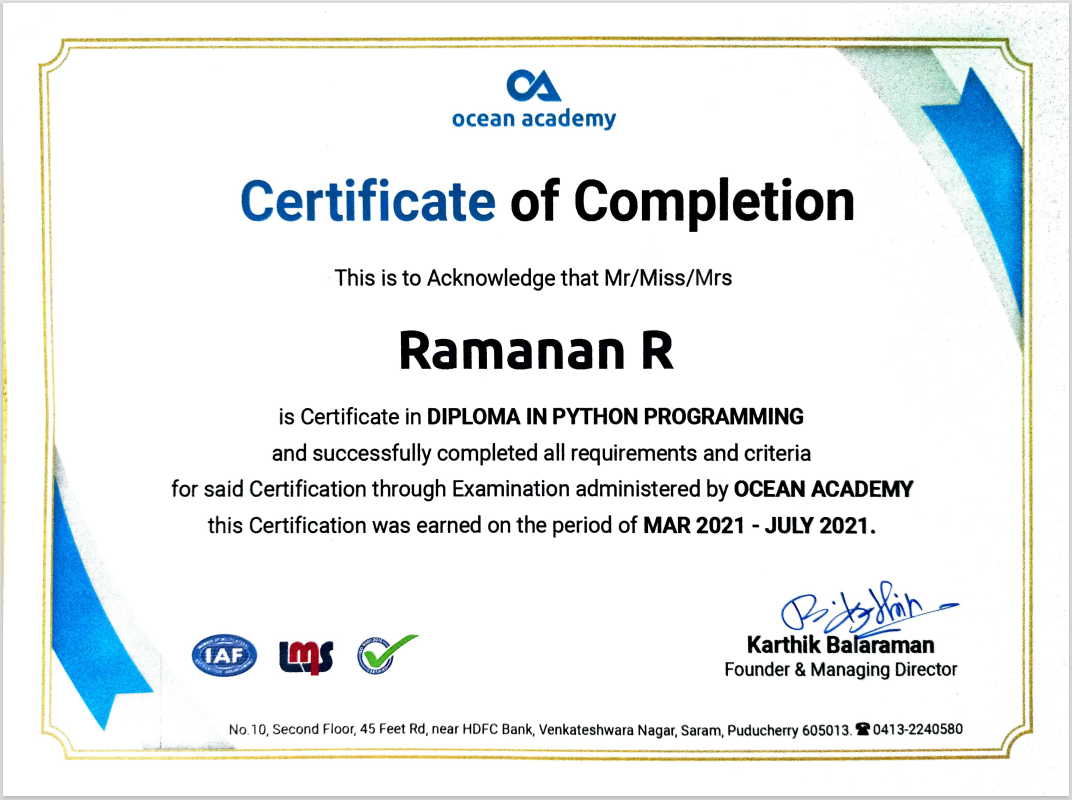 ocean academy
Certificate of Completion
This is to Acknowledge that Mr/Miss/Mrs
Ramanan R
is Certificate in DIPLOMA IN PYTHON PROGRAMMING
and successfully completed all requirements and criteria
for said Certification through Examination administered by OCEAN ACADEMY
this Certification was earned on the period of MAR 2021 - JULY 2021.
IAF
LMS
Karthik Balaraman
Founder & Managing Director
No.10, Second Floor, 45 Feet Rd, near HDFC Bank, Venkateshwara Nagar, Saram, Puducherry 605013. ☎ 0413-2240580